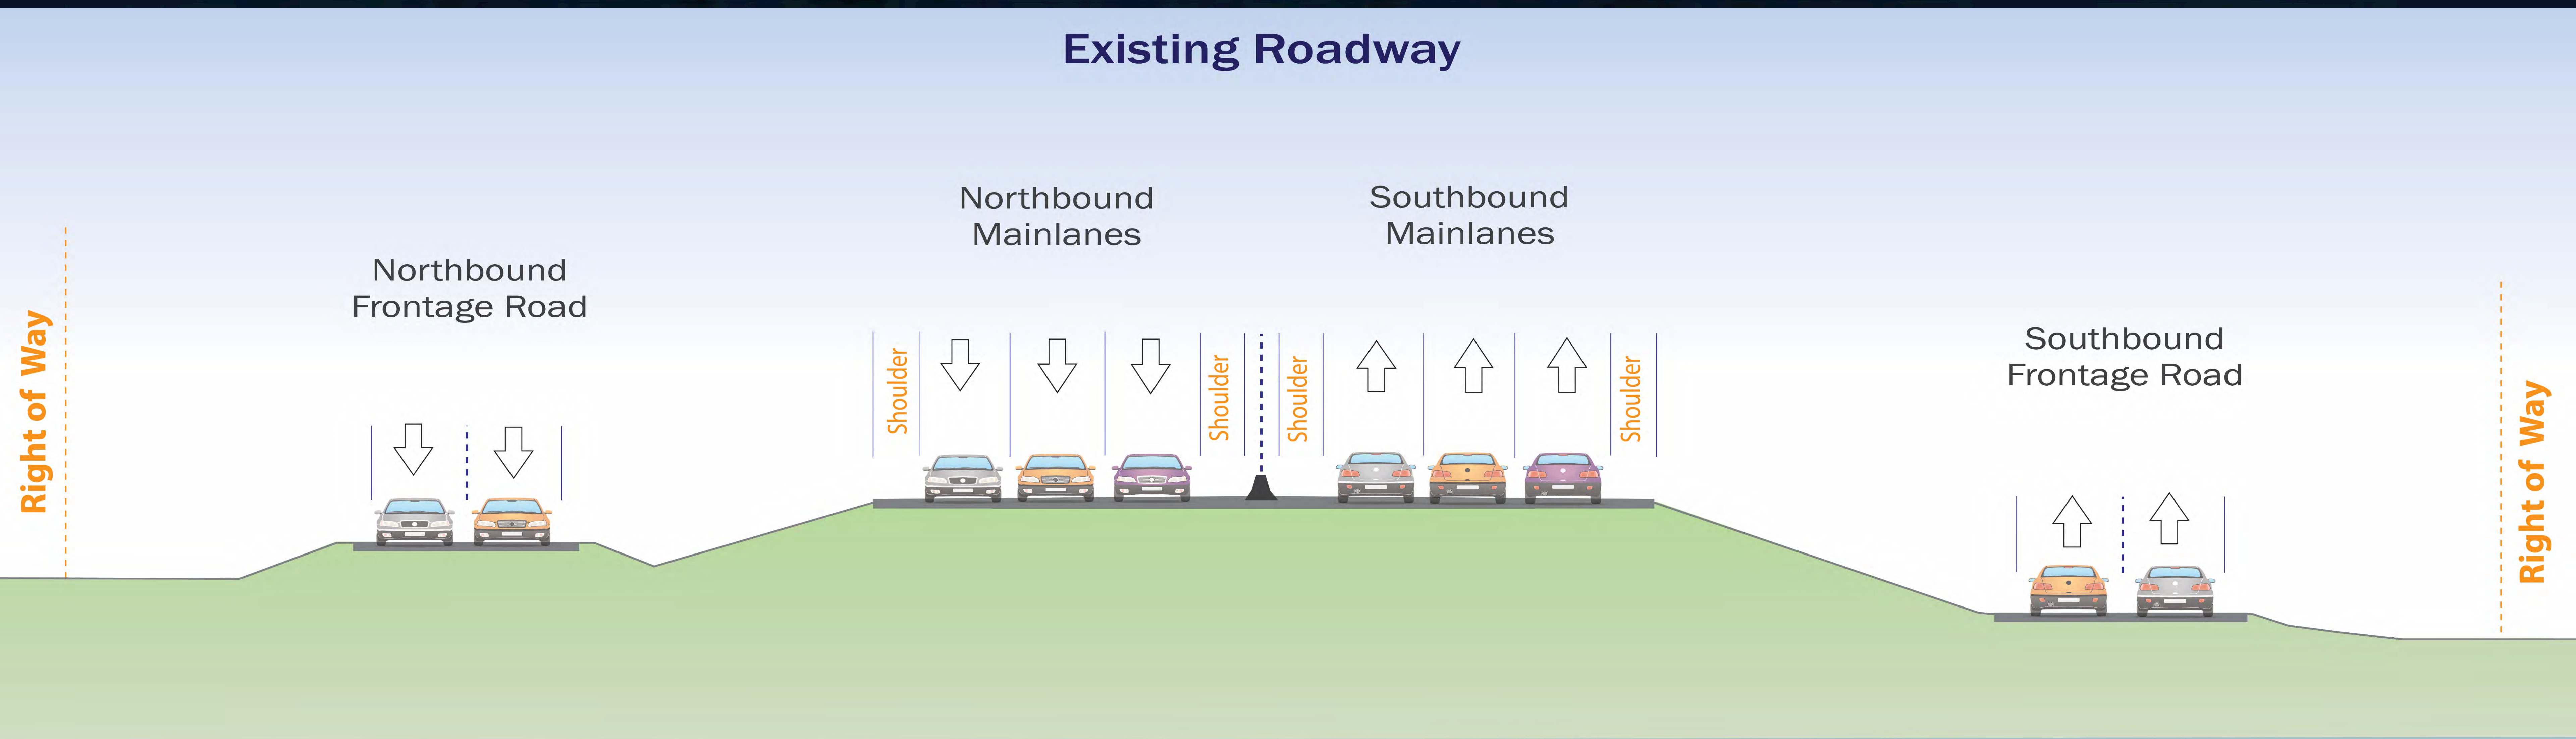 Existing Roadway
Right of Way
Northbound
Frontage Road
Northbound
Mainlanes
Southbound
Mainlanes
Shoulder
Shoulder
Shoulder
Shoulder
Southbound
Frontage Road
Right of Way